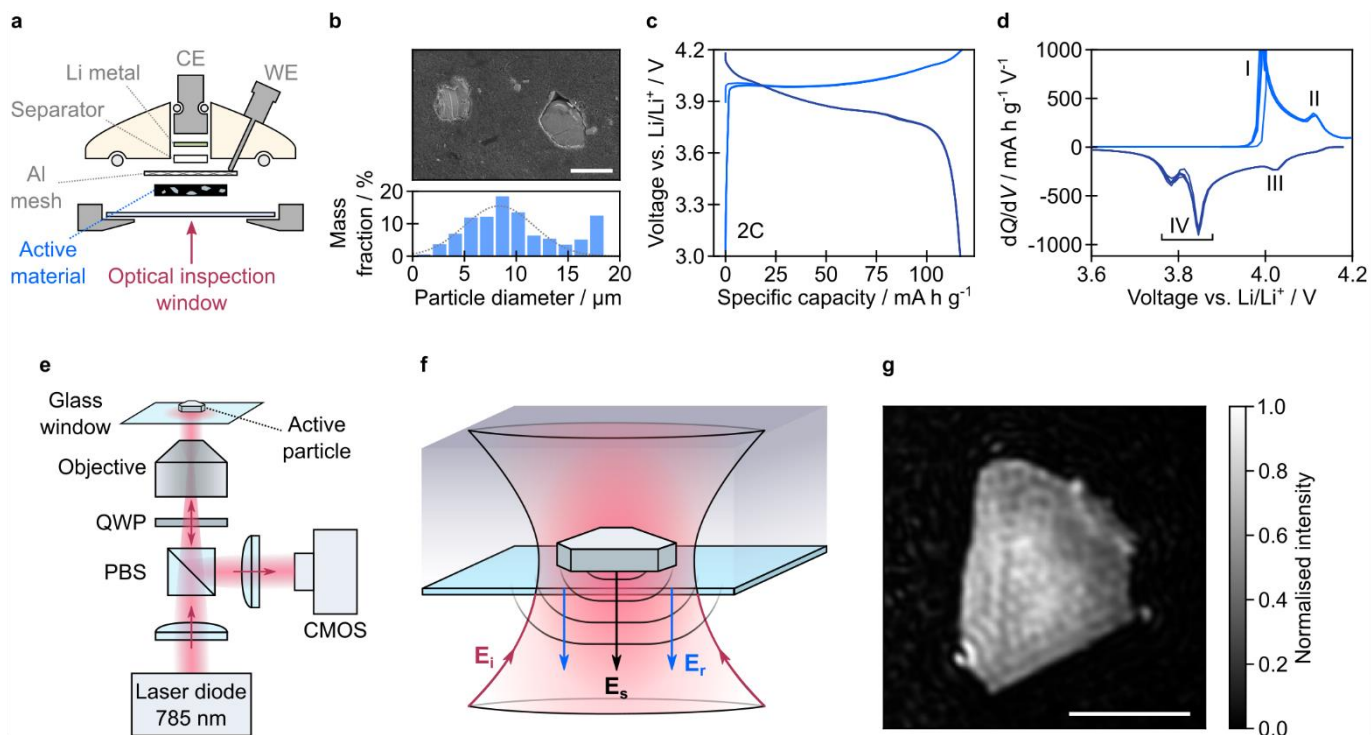 a
CE
Li metal
WE
Separator
Al
mesh
Active
material
Optical inspection
window
b
Mass
fraction / %
20
10
0
0
5
10
15
20
Particle diameter / µm
c
Voltage vs. Li/Li⁺ / V
4.2
3.9
3.6
3.3
3.0
2C
0
25
50
75
100
Specific capacity / mA h g⁻¹
d
dQ/dV / mA h g⁻¹ V⁻¹
1000
500
0
-500
-1000
I
II
III
IV
3.6
3.8
4.0
4.2
Voltage vs. Li/Li⁺ / V
e
Glass
window
Active
particle
Objective
QWP
PBS
CMOS
Laser diode
785 nm
f
Eᵢ
Eₛ
Eᵣ
g
1.0
0.8
0.6
0.4
0.2
0.0
Normalised intensity